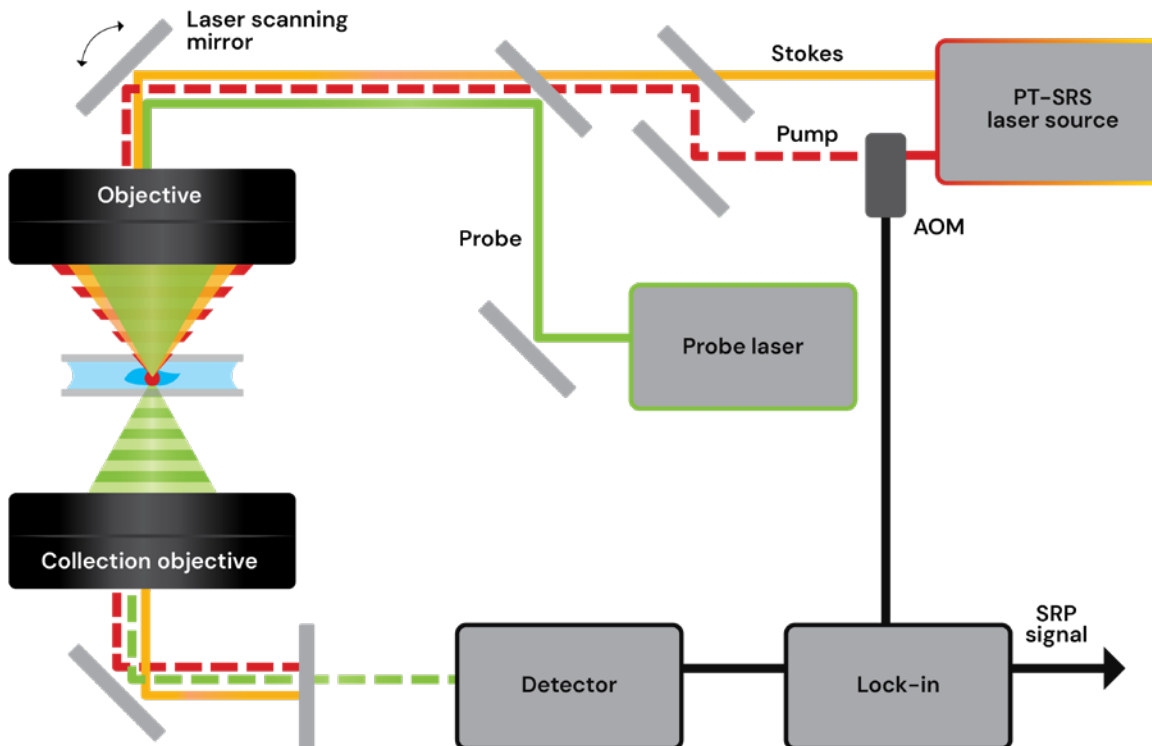 Laser scanning
mirror
Stokes
PT-SRS
laser source
Pump
Objective
AOM
Probe
Probe laser
Collection objective
SRP
signal
Detector
Lock-in